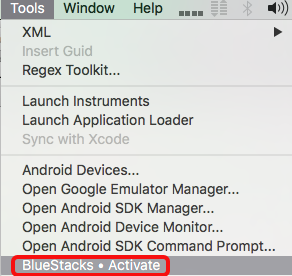 Tools Window Help
XML
Insert Guid
Regex Toolkit...
Launch Instruments
Launch Application Loader
Sync with Xcode
Android Devices...
Open Google Emulator Manager...
Open Android SDK Manager...
Open Android Device Monitor...
Open Android SDK Command Prompt...
BlueStacks • Activate